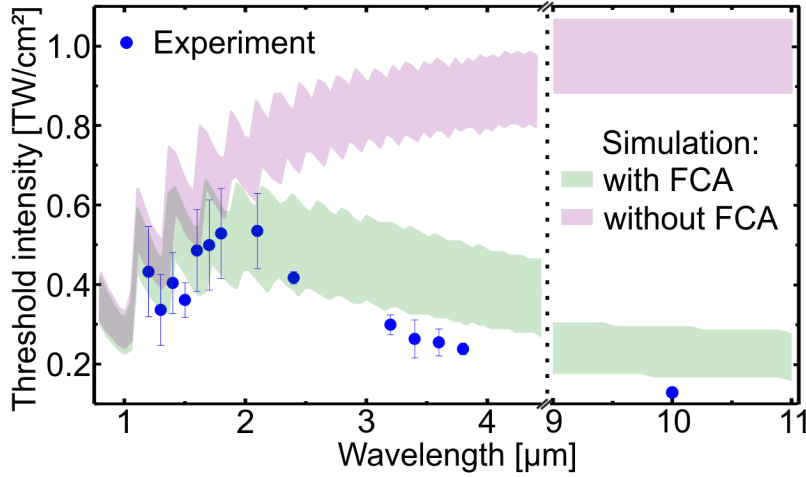 Threshold intensity [TW/cm²]
1.0
0.8
0.6
0.4
0.2
Experiment
Simulation:
with FCA
without FCA
1
2
3
4
9
10
11
Wavelength [µm]